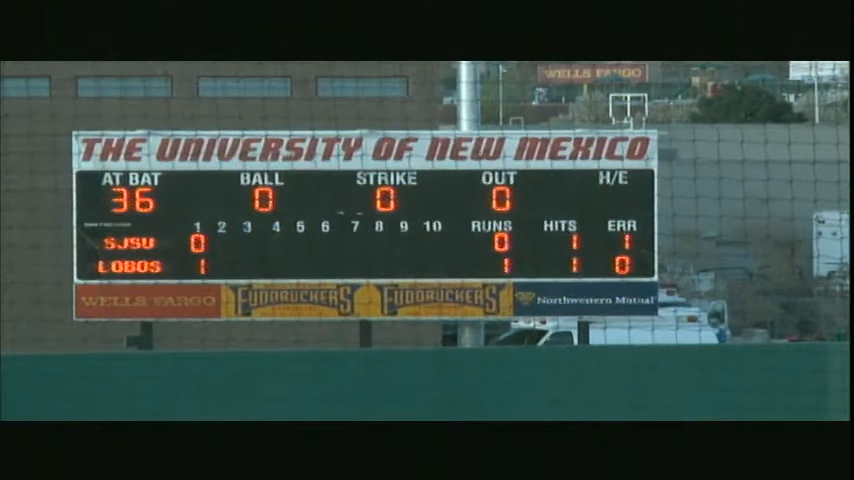 WELLS FARGO
THE UNIVERSITY OF NEW MEXICO
AT BAT BALL STRIKE OUT H/E
36 0 0 0
1 2 3 4 5 6 7 8 9 10 RUNS HITS ERR
SJSU 0 0 1 1
LOBOS 1 1 1 0
WELLS FARGO FUDDRUCKERS FUDDRUCKERS Northwestern Mutual